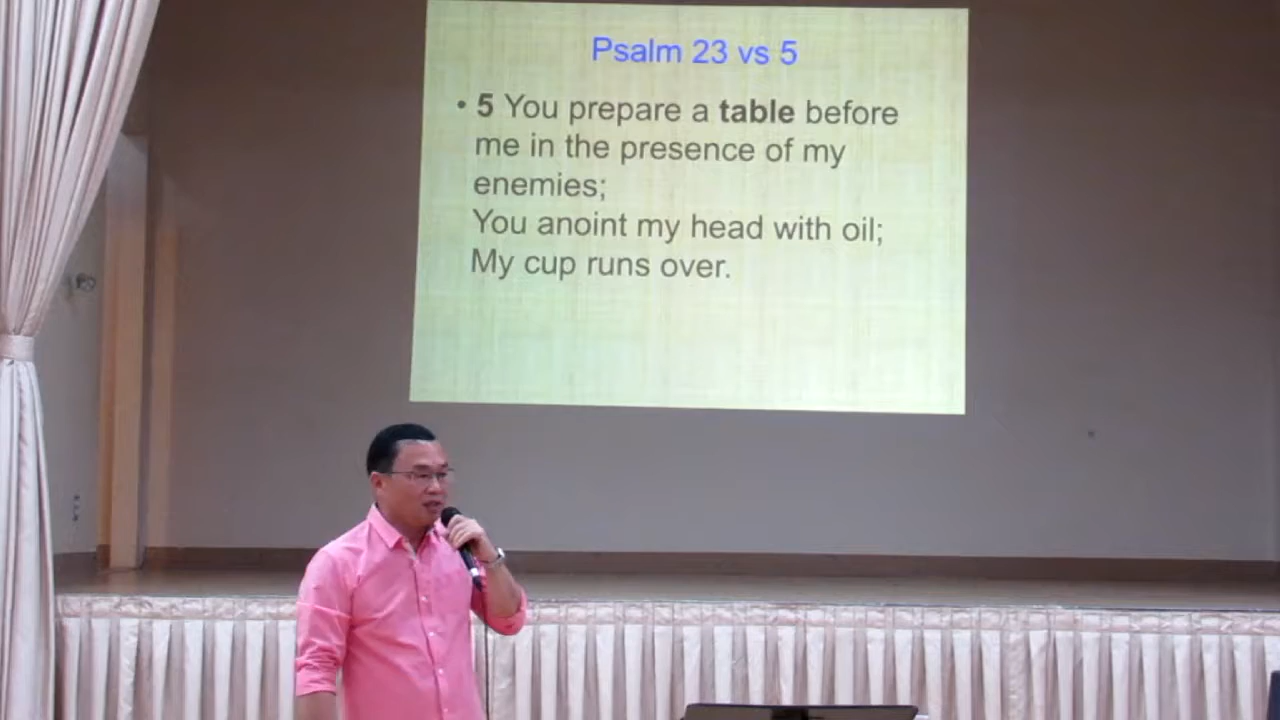 Psalm 23 vs 5
• 5 You prepare a table before
me in the presence of my
enemies;
You anoint my head with oil;
My cup runs over.